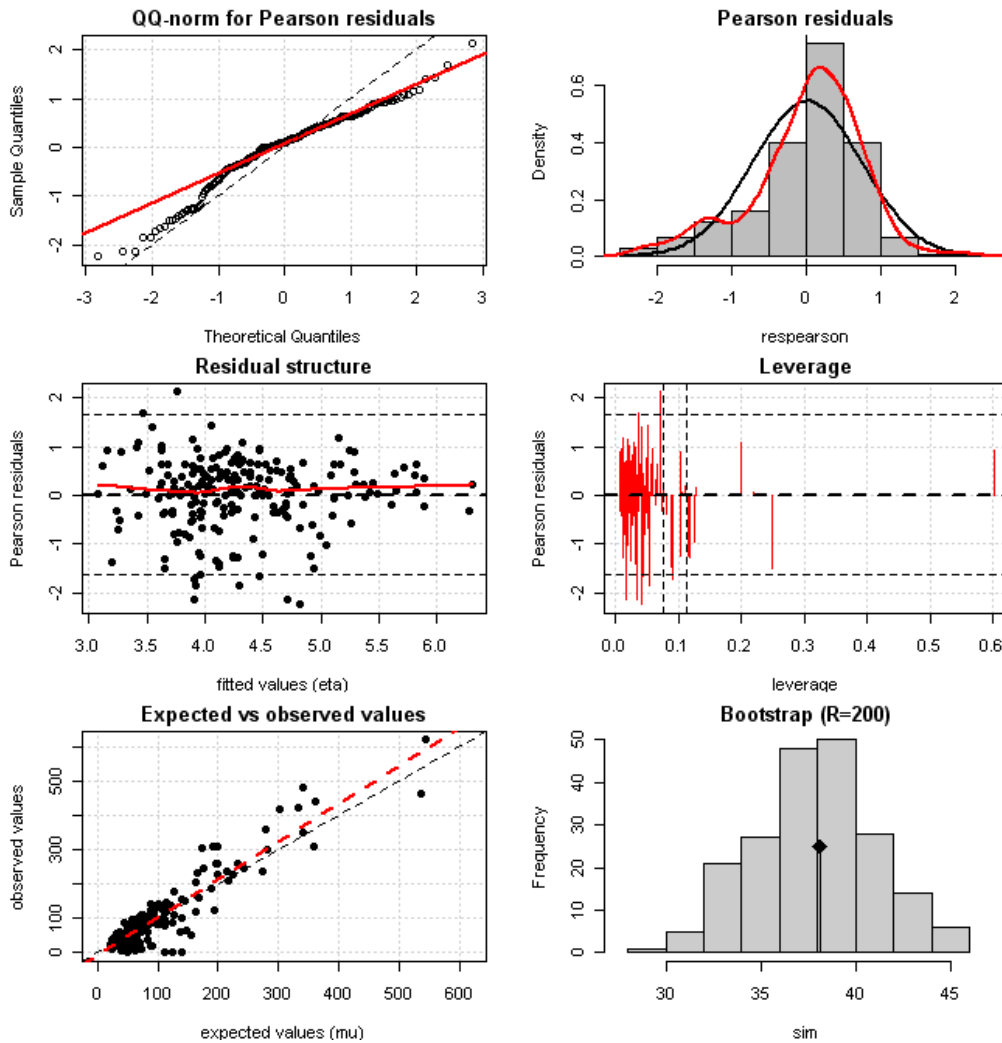 QQ-norm for Pearson residuals
Sample Quantiles
2
1
0
-1
-2
-3 -2 -1 0 1 2 3
Theoretical Quantiles
Pearson residuals
Density
0.6
0.4
0.2
0.0
-2 -1 0 1 2
respearson
Residual structure
Pearson residuals
2
1
0
-1
-2
3.0 3.5 4.0 4.5 5.0 5.5 6.0
fitted values (eta)
Leverage
Pearson residuals
2
1
0
-1
-2
0.0 0.1 0.2 0.3 0.4 0.5 0.6
leverage
Expected vs observed values
observed values
500
300
100
0
0 100 200 300 400 500 600
expected values (mu)
Bootstrap (R=200)
Frequency
50
40
30
20
10
0
30 35 40 45
sim